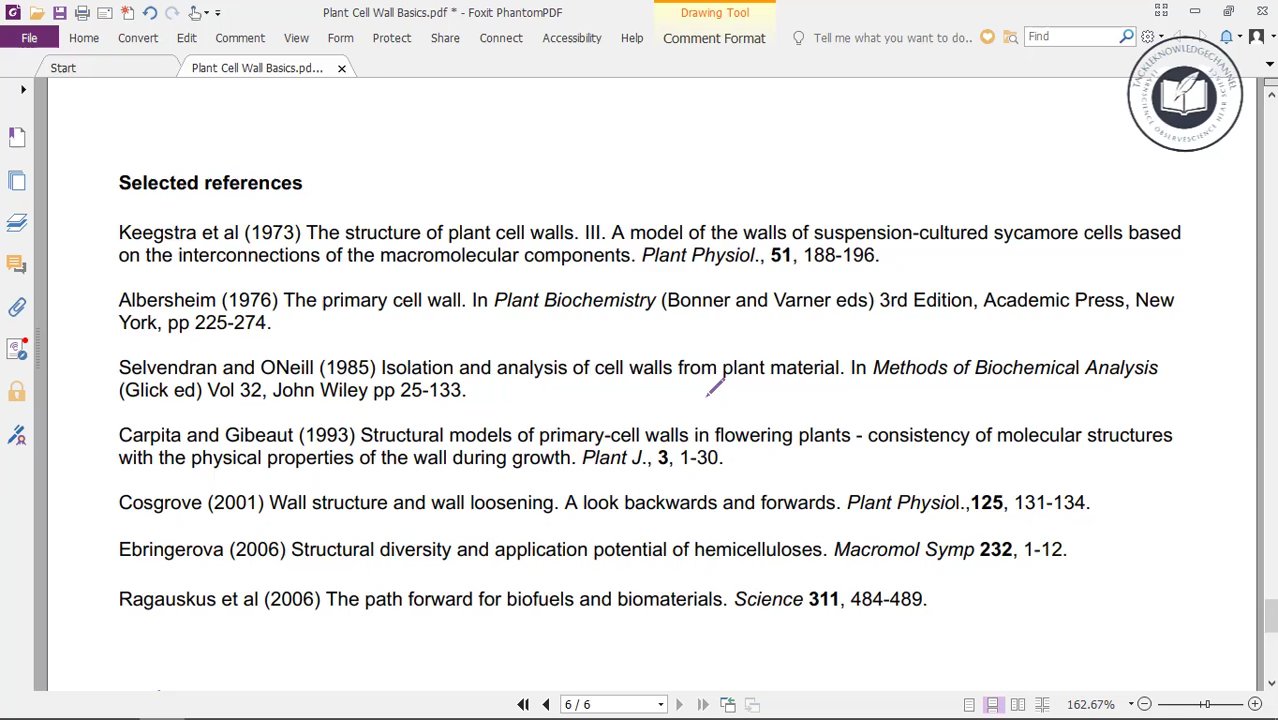 Plant Cell Wall Basics.pdf * - Foxit PhantomPDF
Drawing Tool
File Home Convert Edit Comment View Form Protect Share Connect Accessibility Help Comment Format Tell me what you want to do.. Find
Start Plant Cell Wall Basics.pd...
TACKLEKNOWLEDGECHANNEL
Selected references
Keegstra et al (1973) The structure of plant cell walls. III. A model of the walls of suspension-cultured sycamore cells based
on the interconnections of the macromolecular components. Plant Physiol., 51, 188-196.
Albersheim (1976) The primary cell wall. In Plant Biochemistry (Bonner and Varner eds) 3rd Edition, Academic Press, New
York, pp 225-274.
Selvendran and ONeill (1985) Isolation and analysis of cell walls from plant material. In Methods of Biochemical Analysis
(Glick ed) Vol 32, John Wiley pp 25-133.
Carpita and Gibeaut (1993) Structural models of primary-cell walls in flowering plants - consistency of molecular structures
with the physical properties of the wall during growth. Plant J., 3, 1-30.
Cosgrove (2001) Wall structure and wall loosening. A look backwards and forwards. Plant Physiol.,125, 131-134.
Ebringerova (2006) Structural diversity and application potential of hemicelluloses. Macromol Symp 232, 1-12.
Ragauskus et al (2006) The path forward for biofuels and biomaterials. Science 311, 484-489.
6 / 6
162.67%